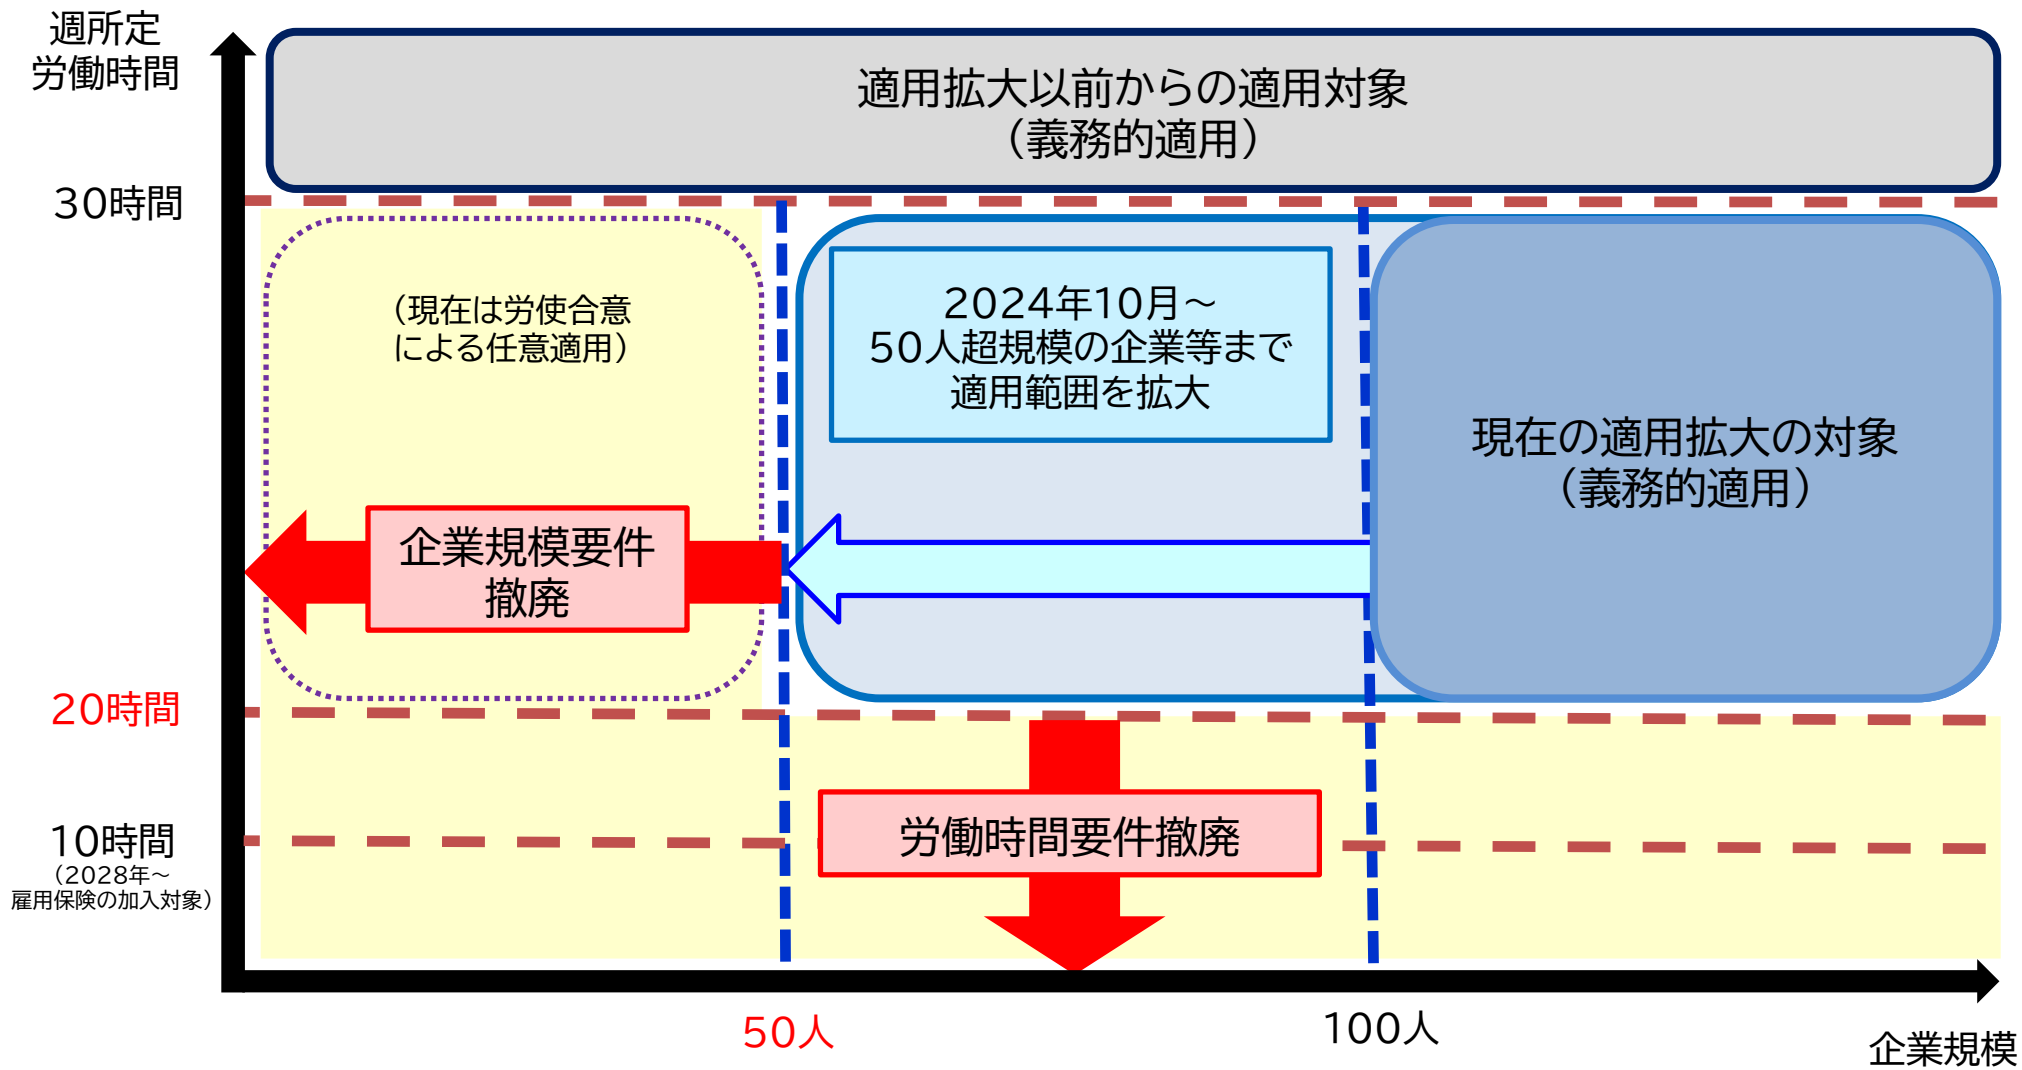 週所定
労働時間
適用拡大以前からの適用対象
（義務的適用）
30時間
（現在は労使合意
による任意適用）
2024年10月～
50人超規模の企業等まで
適用範囲を拡大
現在の適用拡大の対象
（義務的適用）
企業規模要件
撤廃
20時間
労働時間要件撤廃
10時間
（2028年～
雇用保険の加入対象）
50人
100人
企業規模